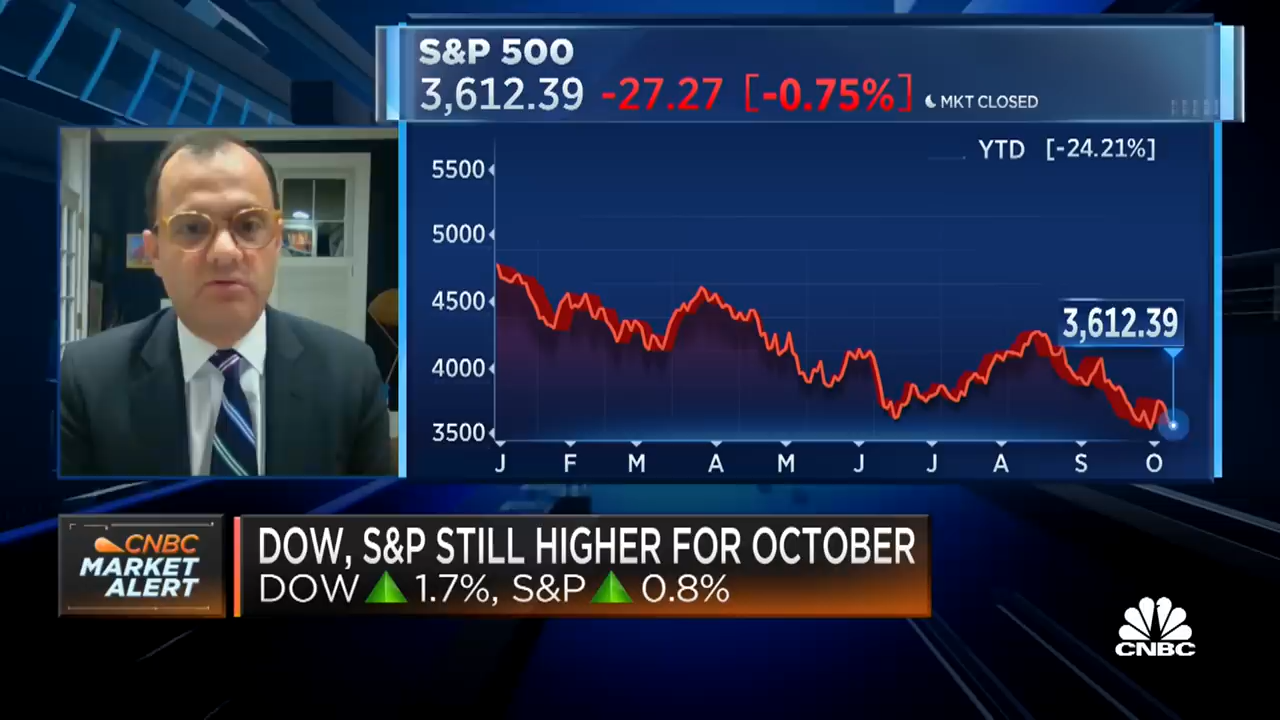 S&P 500
3,612.39 -27.27 [-0.75%] MKT CLOSED
YTD [-24.21%]
5500
5000
4500
4000
3500
3,612.39
J F M A M J J A S O
CNBC
MARKET
ALERT
DOW, S&P STILL HIGHER FOR OCTOBER
DOW 1.7%, S&P 0.8%
CNBC